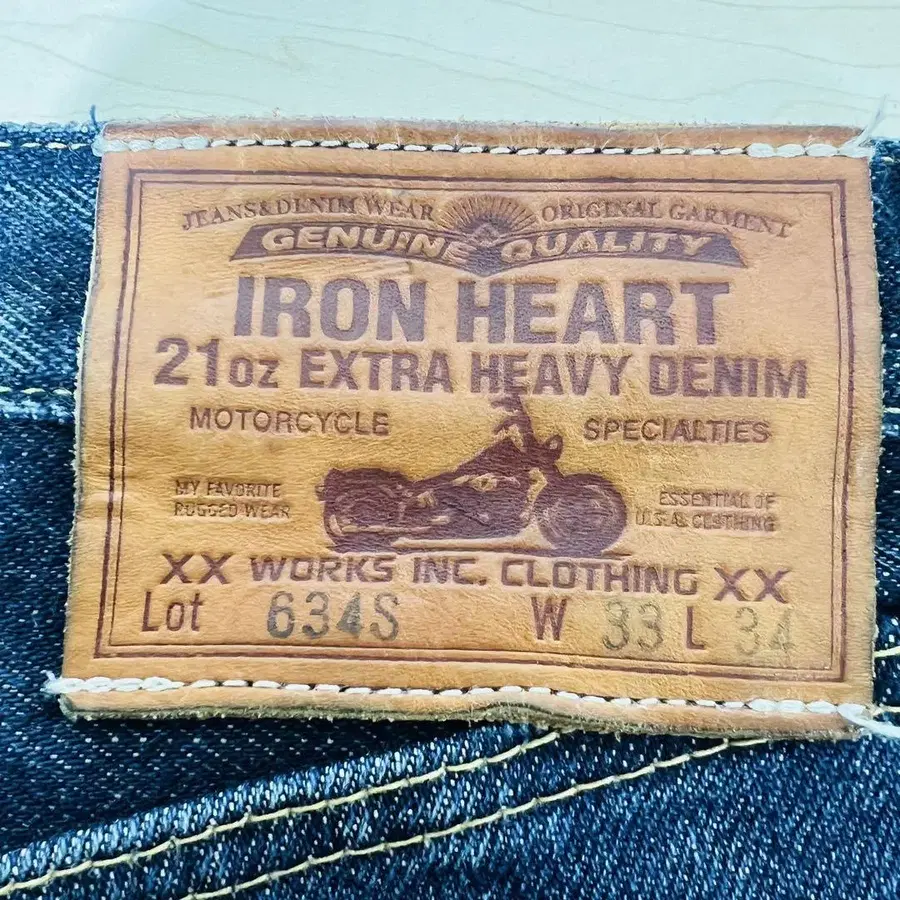 JEANS&DENIM WEAR ORIGINAL GARMENT
GENUINE QUALITY
IRON HEART
21oz EXTRA HEAVY DENIM
MOTORCYCLE SPECIALTIES
MY FAVORITE ESSENTIAL OF
RUGGED WEAR U.S.A. CLOTHING
XX WORKS INC. CLOTHING XX
Lot 634S W 33 L 34